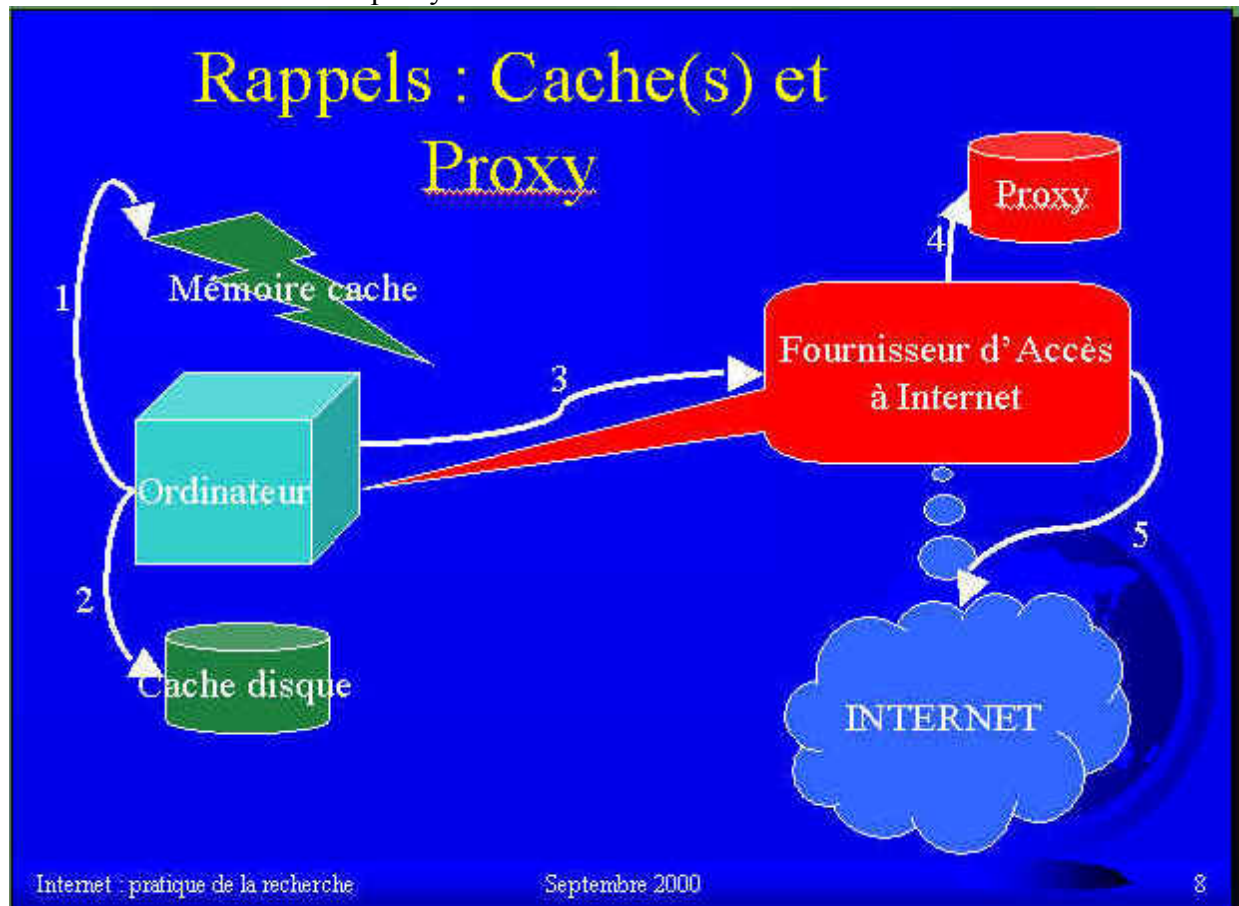 Rappels : Cache(s) et
Proxy
Proxy
4
1
Mémoire cache
Fournisseur d'Accès
à Internet
3
Ordinateur
5
2
Cache disque
INTERNET
Internet : pratique de la recherche
Septembre 2000
8